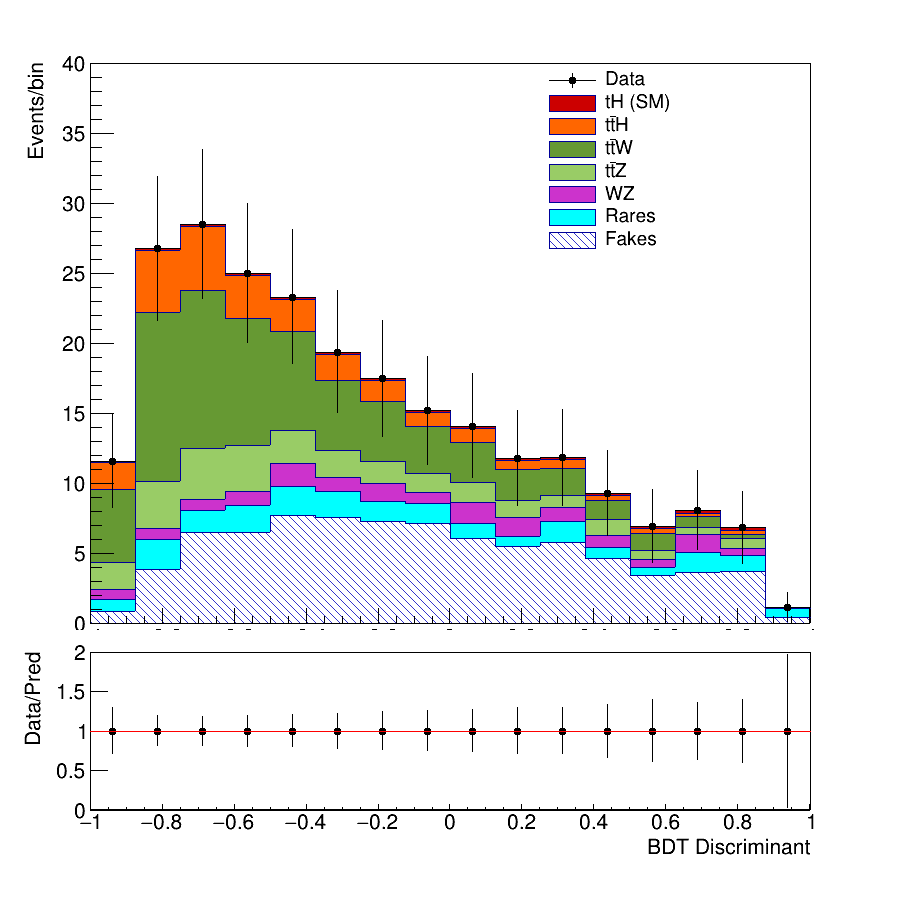 Events/bin
40
35
30
25
20
15
10
5
0
Data
tH (SM)
tt̄H
tt̄W
tt̄Z
WZ
Rares
Fakes
Data/Pred
2
1.5
1
0.5
0
−1 −0.8 −0.6 −0.4 −0.2 0 0.2 0.4 0.6 0.8 1
BDT Discriminant